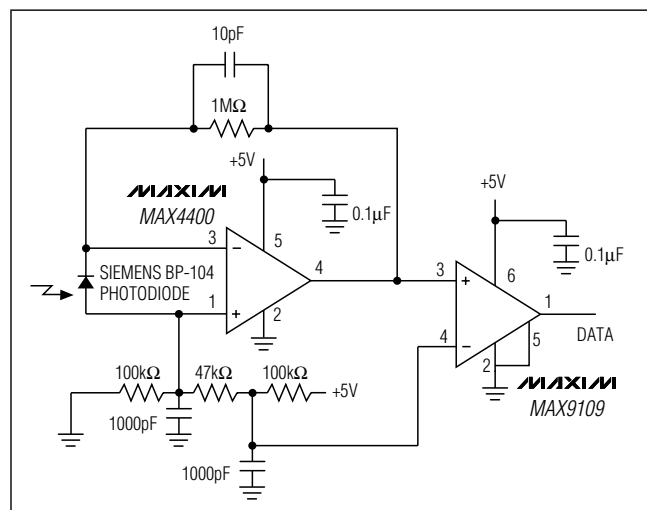 10pF
1MΩ
+5V
0.1μF
MAXIM
MAX4400
3
−
5
4
SIEMENS BP-104
PHOTODIODE
1
+
2
+5V
0.1μF
3
+
6
1
DATA
4
−
5
2
MAXIM
MAX9109
100kΩ
47kΩ
100kΩ
+5V
1000pF
1000pF